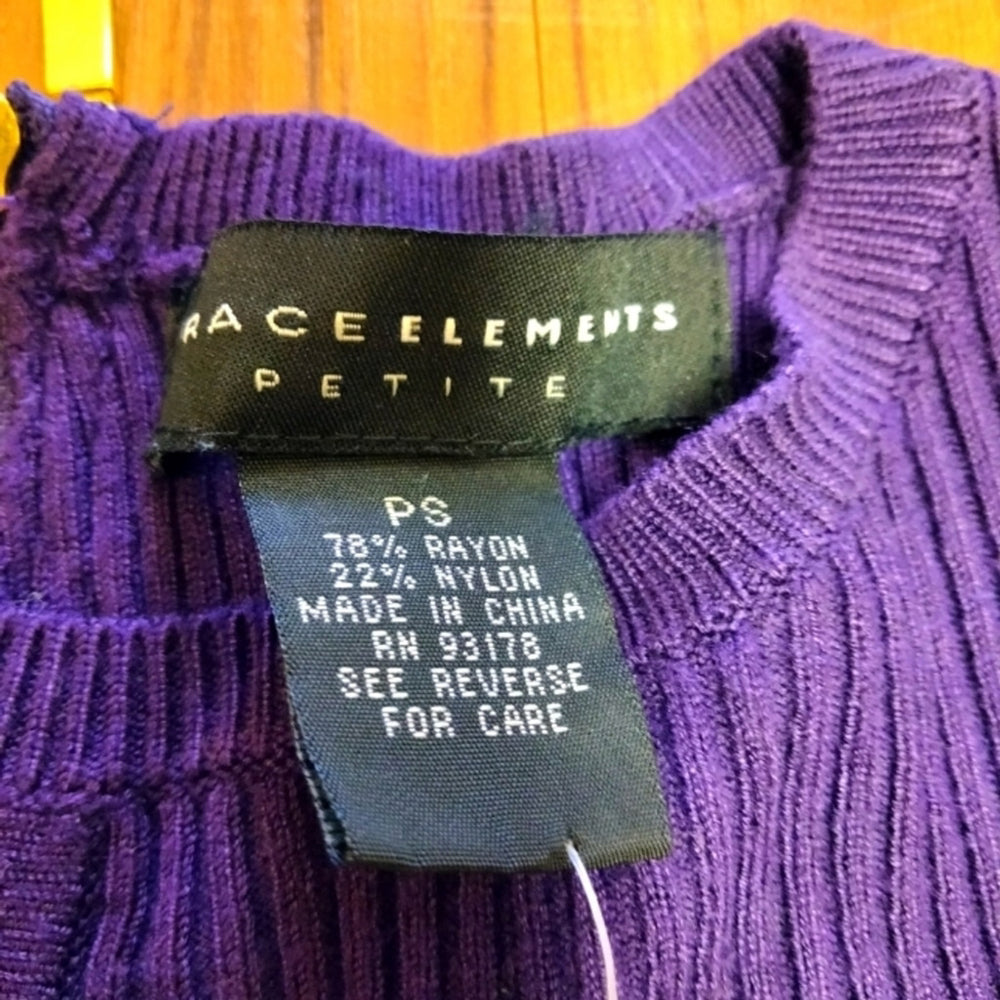 RACE ELEMENTS
PETITE
PS
78% RAYON
22% NYLON
MADE IN CHINA
RN 93178
SEE REVERSE
FOR CARE